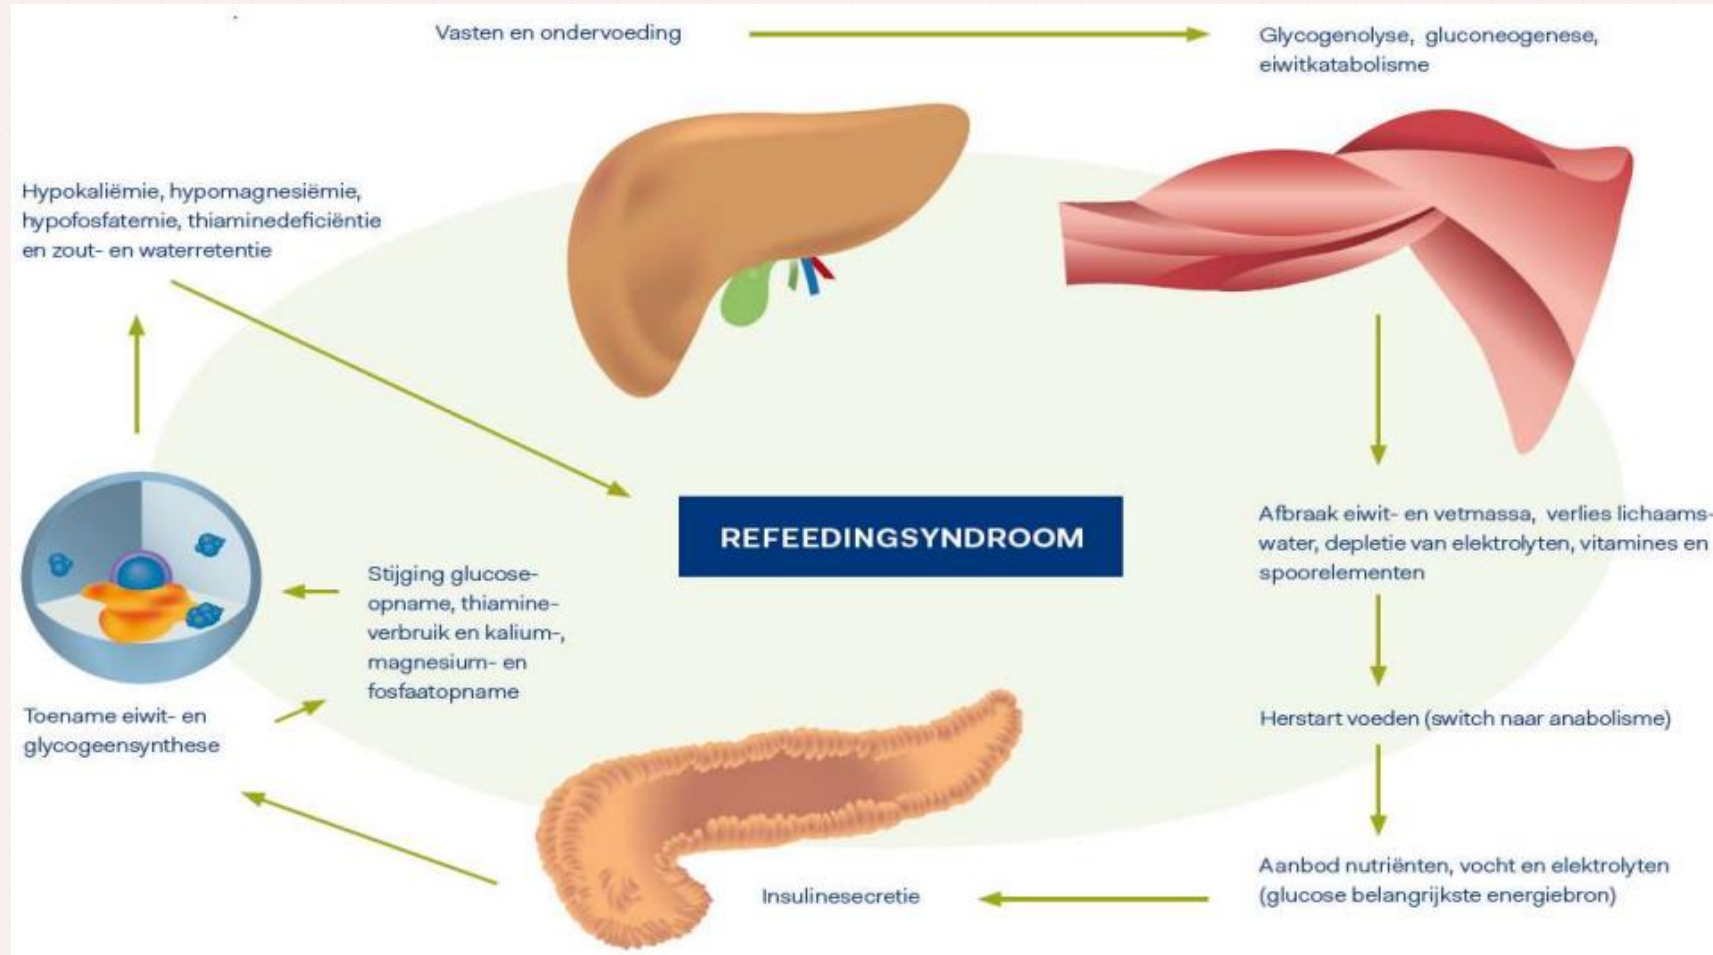 Vasten en ondervoeding
Glycogenolyse, gluconeogenese,
eiwitkatabolisme
Hypokaliëmie, hypomagnesiëmie,
hypofosfatemie, thiaminedeficiëntie
en zout- en waterretentie
REFEEDINGSYNDROOM
Afbraak eiwit- en vetmassa, verlies lichaams-
water, depletie van elektrolyten, vitamines en
spoorelementen
Stijging glucose-
opname, thiamine-
verbruik en kalium-,
magnesium- en
fosfaatopname
Toename eiwit- en
glycogeensynthese
Herstart voeden (switch naar anabolisme)
Insulinesecretie
Aanbod nutriënten, vocht en elektrolyten
(glucose belangrijkste energiebron)